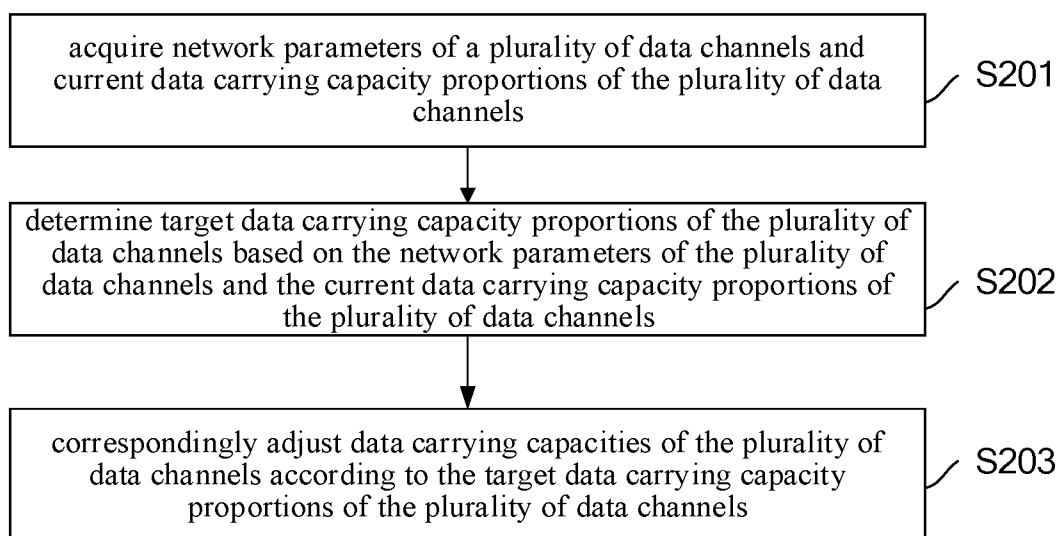 acquire network parameters of a plurality of data channels and
current data carrying capacity proportions of the plurality of data
channels
S201
determine target data carrying capacity proportions of the plurality of
data channels based on the network parameters of the plurality of
data channels and the current data carrying capacity proportions of
the plurality of data channels
S202
correspondingly adjust data carrying capacities of the plurality of
data channels according to the target data carrying capacity
proportions of the plurality of data channels
S203